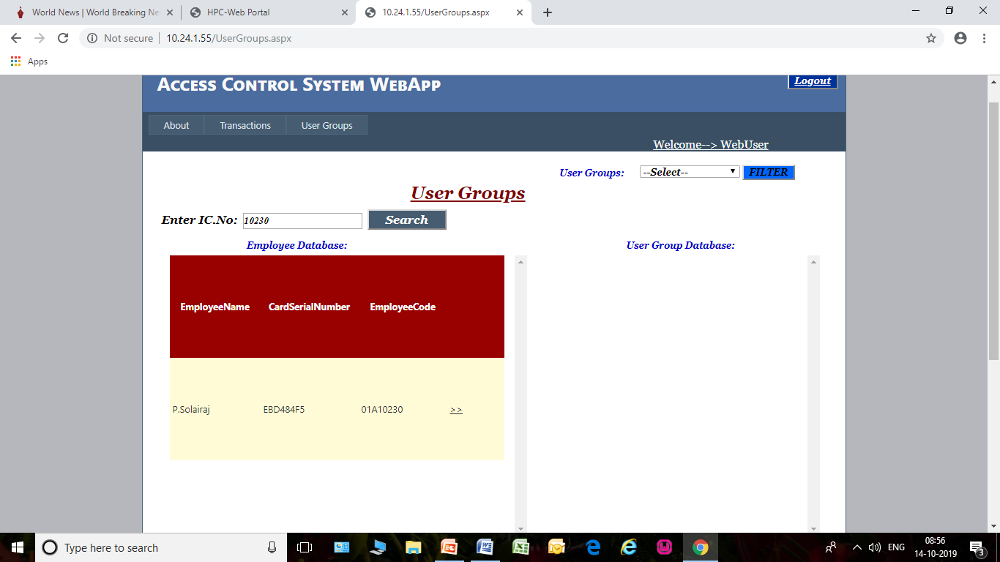 World News | World Breaking Ne
HPC-Web Portal
10.24.1.55/UserGroups.aspx
Not secure
10.24.1.55/UserGroups.aspx
Apps
Access Control System WebApp
Logout
About
Transactions
User Groups
Welcome--> WebUser
User Groups:
--Select--
FILTER
User Groups
Enter IC.No:
10230
Search
Employee Database:
User Group Database:
EmployeeName CardSerialNumber EmployeeCode
P.Solairaj EBD484F5 01A10230 >>
Type here to search
ENG
08:56
14-10-2019
3